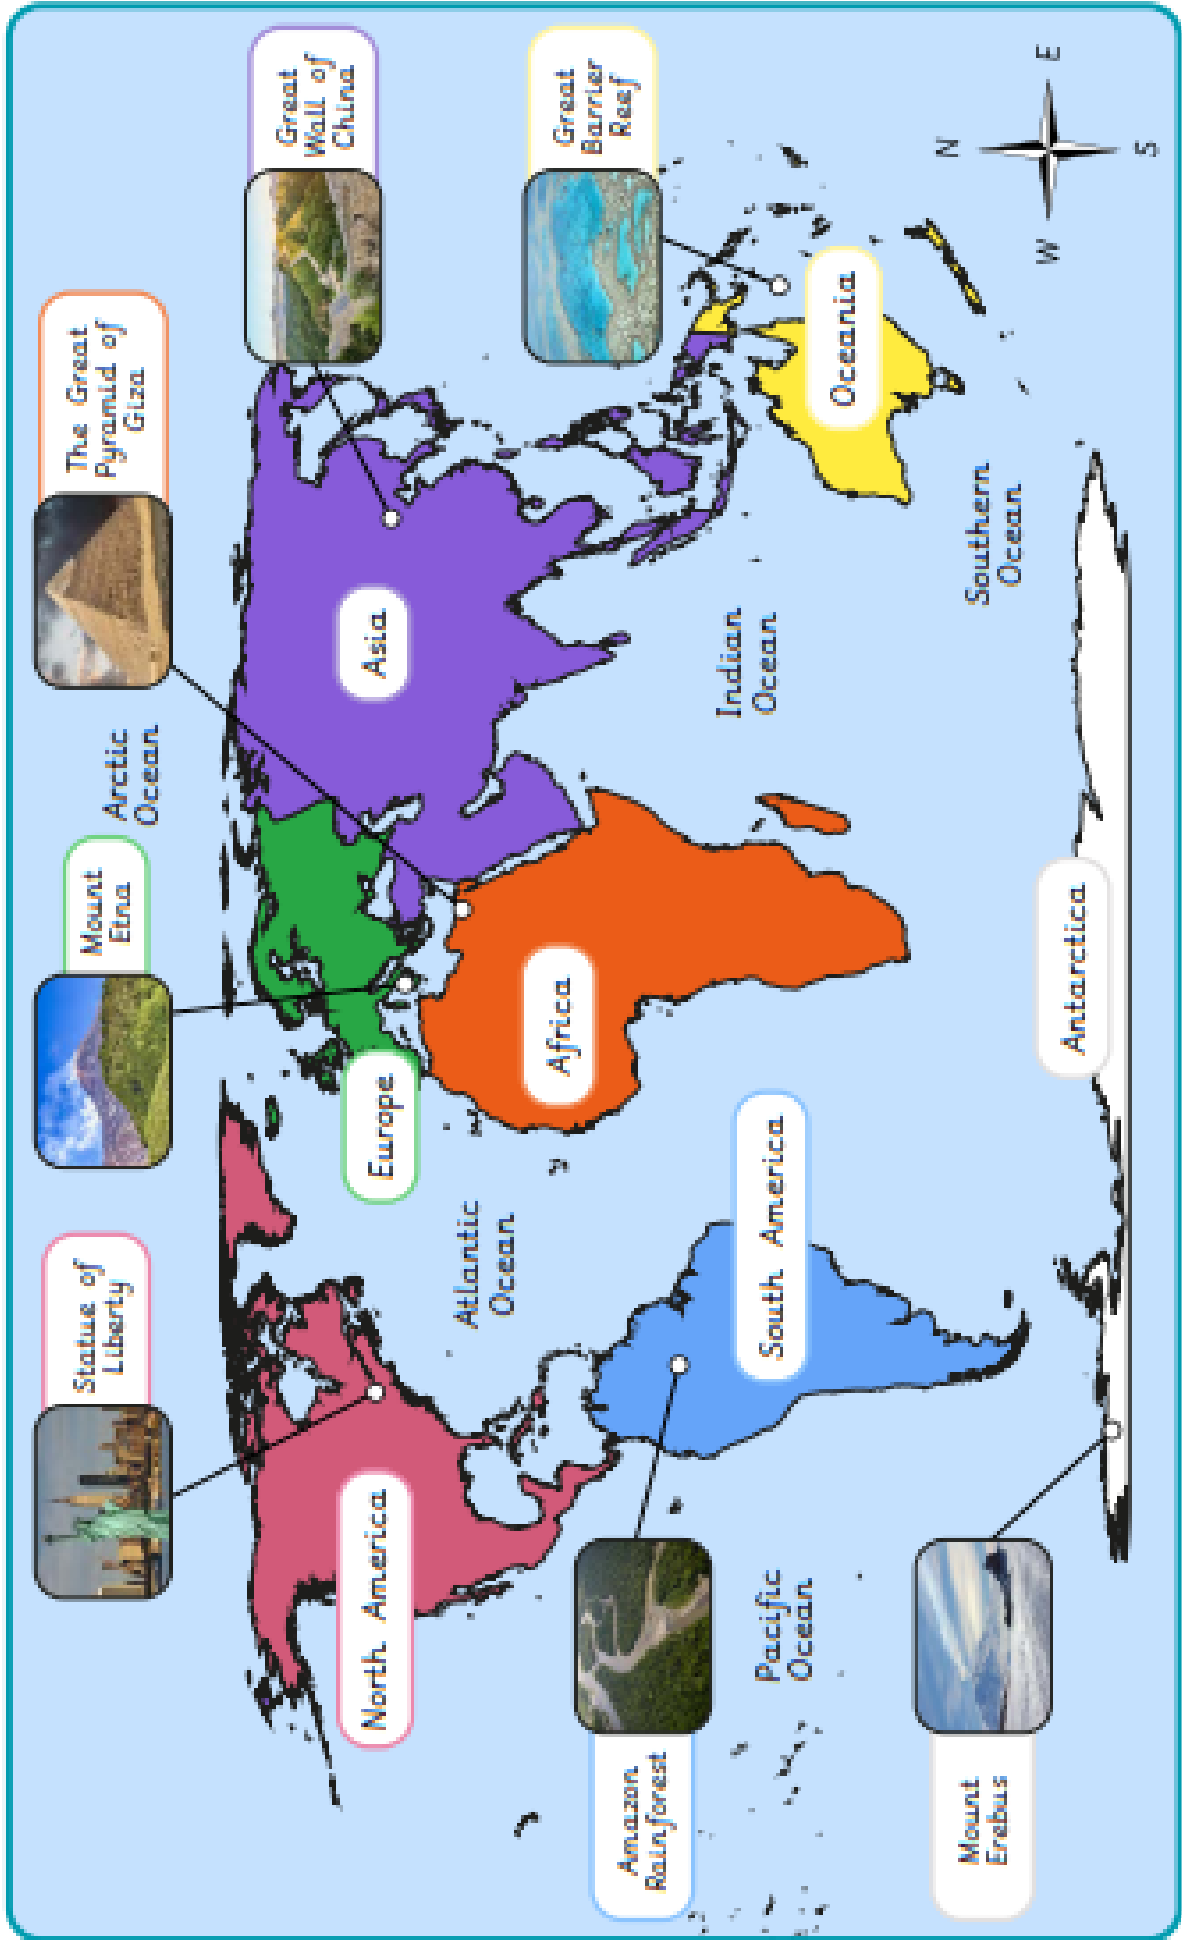 Statue of
Liberty
Mount
Etna
Arctic
Ocean
The Great
Pyramid of
Giza
Great
Wall of
China
North America
Europe
Asia
Atlantic
Ocean
Africa
Great
Barrier
Reef
Amazon
Rainforest
Pacific
Ocean
South America
Indian
Ocean
Oceania
Southern
Ocean
Mount
Erebus
Antarctica
N
W
E
S